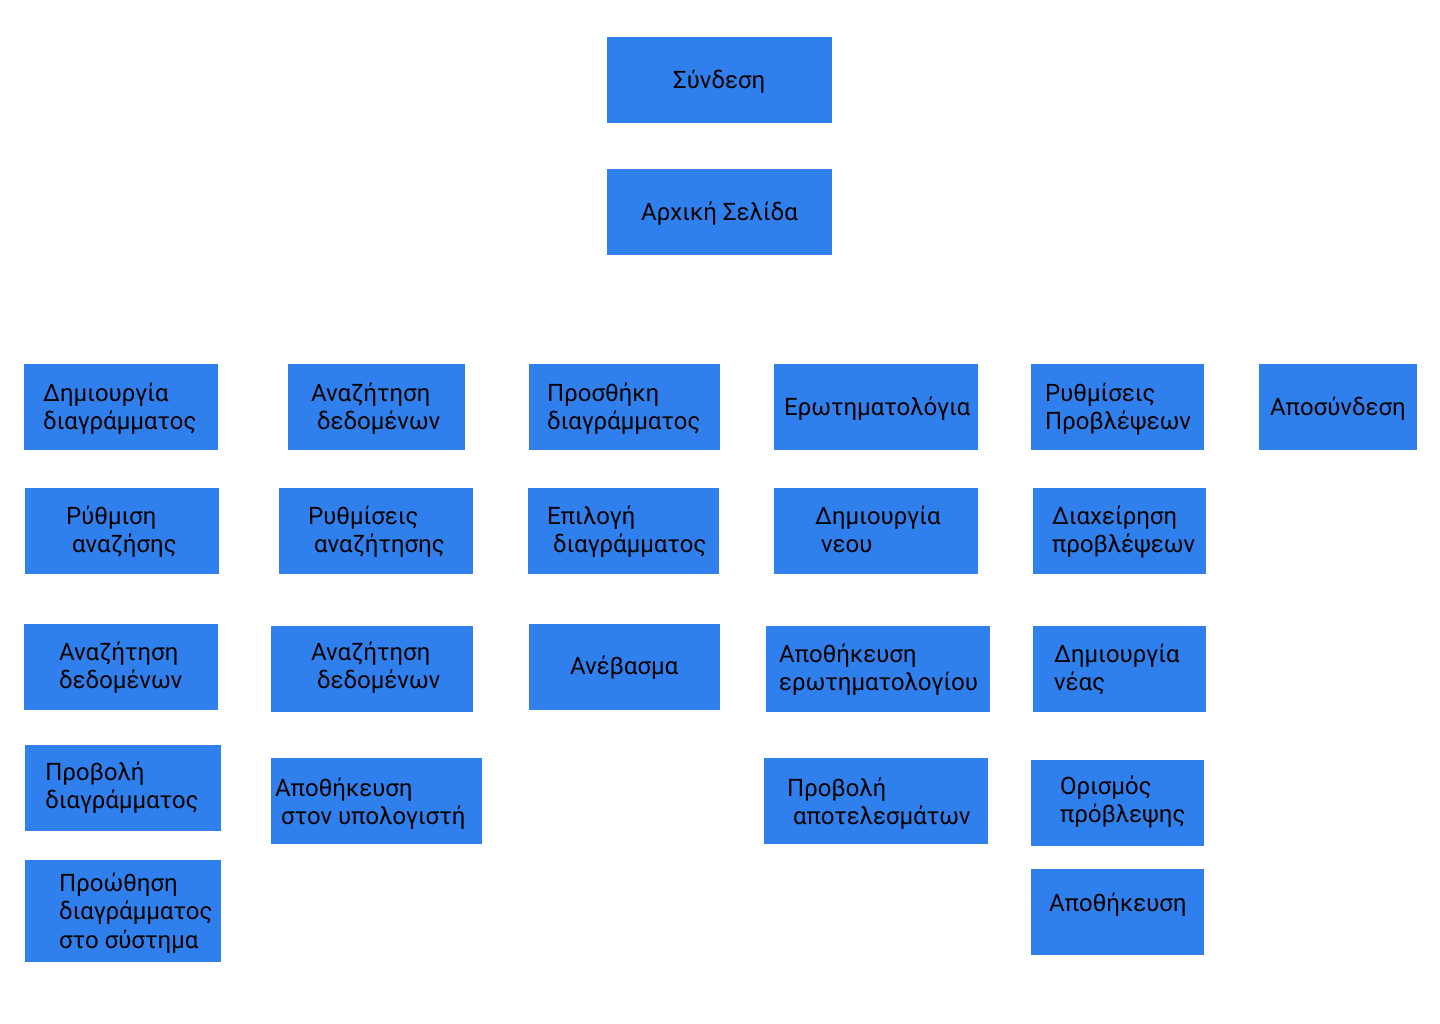 Σύνδεση
Αρχική Σελίδα
Δημιουργία
διαγράμματος
Αναζήτηση
δεδομένων
Προσθήκη
διαγράμματος
Ερωτηματολόγια
Ρυθμίσεις
Προβλέψεων
Αποσύνδεση
Ρύθμιση
αναζήσης
Ρυθμίσεις
αναζήτησης
Επιλογή
διαγράμματος
Δημιουργία
νεου
Διαχείρηση
προβλέψεων
Αναζήτηση
δεδομένων
Αναζήτηση
δεδομένων
Ανέβασμα
Αποθήκευση
ερωτηματολογίου
Δημιουργία
νέας
Προβολή
διαγράμματος
Αποθήκευση
στον υπολογιστή
Προβολή
αποτελεσμάτων
Ορισμός
πρόβλεψης
Προώθηση
διαγράμματος
στο σύστημα
Αποθήκευση